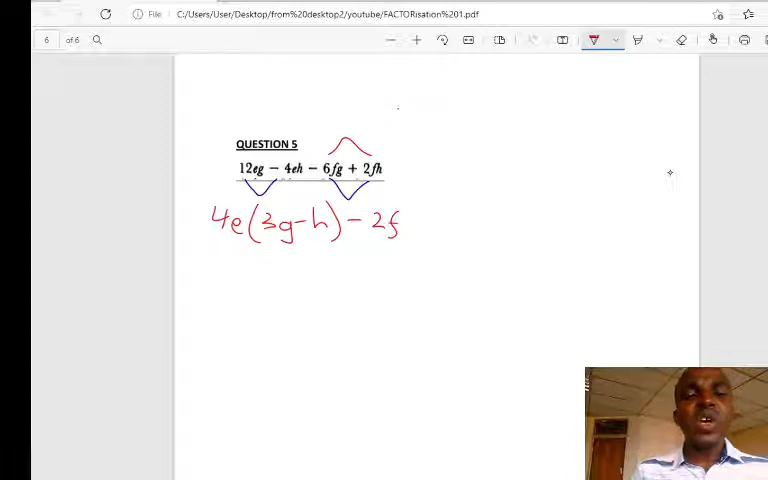 File | C:/Users/User/Desktop/from%20desktop2/youtube/FACTORisation%201.pdf
6 of 6
QUESTION 5
12eg − 4eh − 6fg + 2fh
4e(3g-h) - 2f